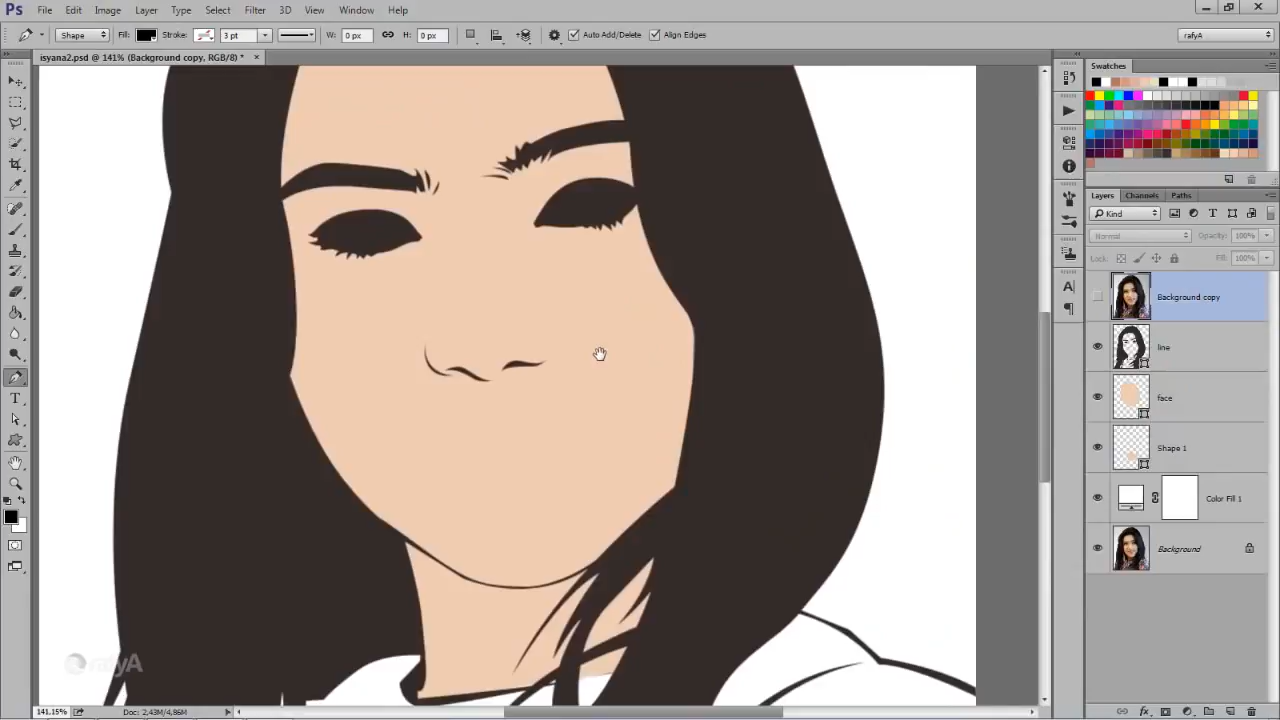 Ps File Edit Image Layer Type Select Filter 3D View Window Help
Shape Fill: Stroke: 3 pt W: 0 px H: 0 px Auto Add/Delete Align Edges rafyA
isyana2.psd @ 141% (Background copy, RGB/8) * ×
Swatches
Layers Channels Paths
Kind
Normal Opacity: 100%
Lock: Fill: 100%
Background copy
line
face
Shape 1
Color Fill 1
Background
rafyA
141.15% Doc: 2,43M/4,86M